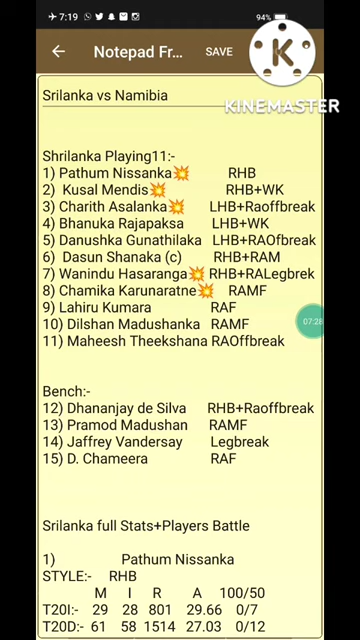 7:19 94%
Notepad Fr... SAVE
K
KINEMASTER
Srilanka vs Namibia
Shrilanka Playing11:-
1) Pathum Nissanka💥 RHB
2) Kusal Mendis💥 RHB+WK
3) Charith Asalanka💥 LHB+Raoffbreak
4) Bhanuka Rajapaksa LHB+WK
5) Danushka Gunathilaka LHB+RAOfbreak
6) Dasun Shanaka (c) RHB+RAM
7) Wanindu Hasaranga💥 RHB+RALegbrek
8) Chamika Karunaratne💥 RAMF
9) Lahiru Kumara RAF
10) Dilshan Madushanka RAMF
07:28
11) Maheesh Theekshana RAOffbreak
Bench:-
12) Dhananjay de Silva RHB+Raoffbreak
13) Pramod Madushan RAMF
14) Jaffrey Vandersay Legbreak
15) D. Chameera RAF
Srilanka full Stats+Players Battle
1) Pathum Nissanka
STYLE:- RHB
M I R A 100/50
T20I:- 29 28 801 29.66 0/7
T20D:- 61 58 1514 27.03 0/12